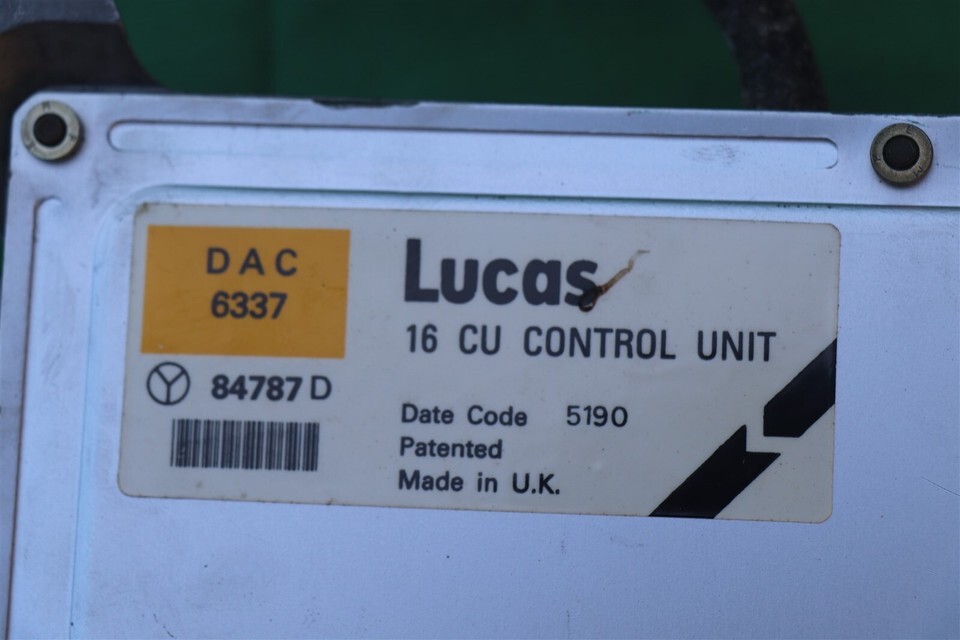 DAC
6337
84787 D
Lucas
16 CU CONTROL UNIT
Date Code 5190
Patented
Made in U.K.